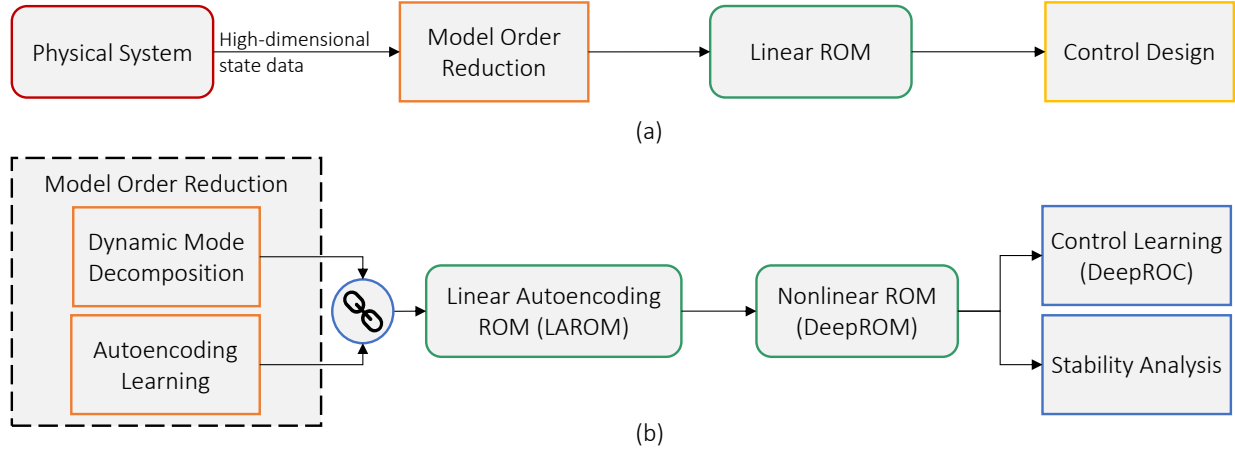 Physical System
High-dimensional
state data
Model Order
Reduction
Linear ROM
Control Design
(a)
Model Order Reduction
Dynamic Mode
Decomposition
Autoencoding
Learning
Linear Autoencoding
ROM (LAROM)
Nonlinear ROM
(DeepROM)
Control Learning
(DeepROC)
Stability Analysis
(b)